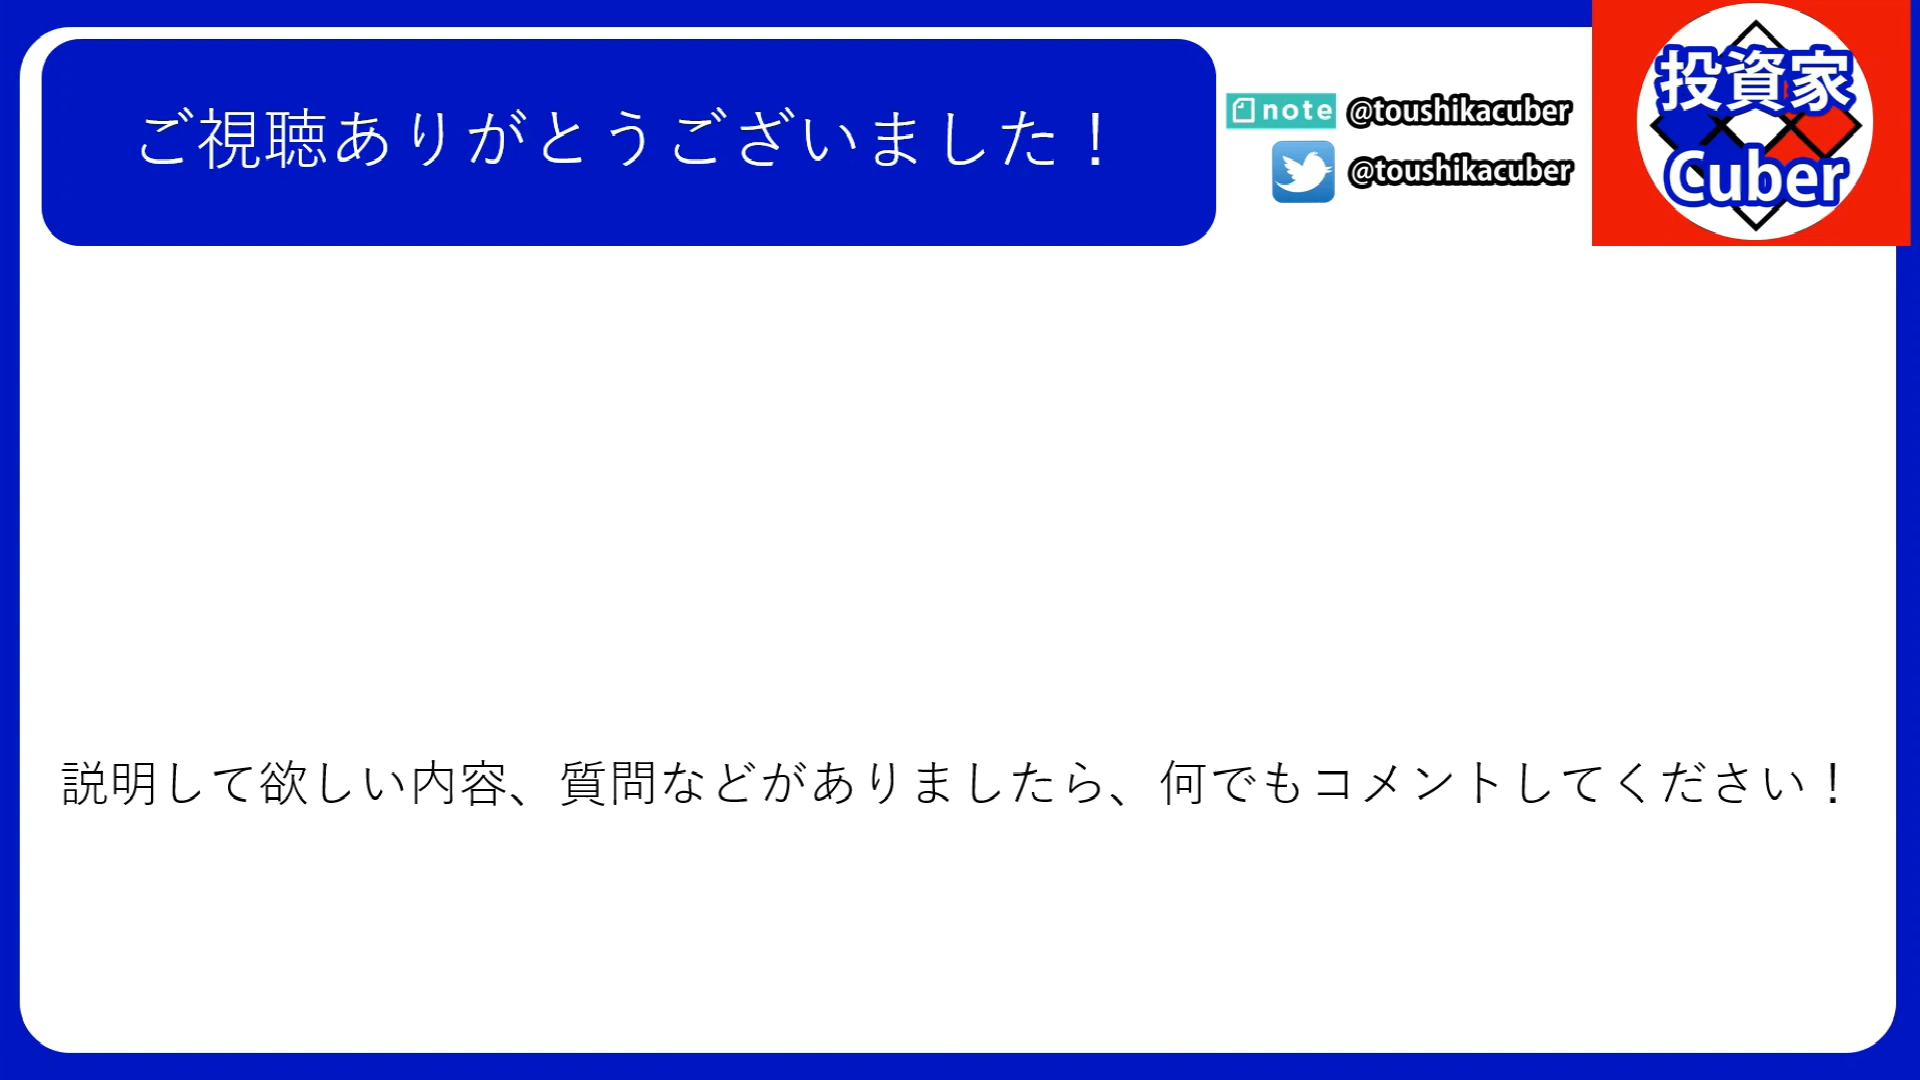 ご視聴ありがとうございました！
note @toushikacuber
@toushikacuber
投資家
Cuber
説明して欲しい内容、質問などがありましたら、何でもコメントしてください！